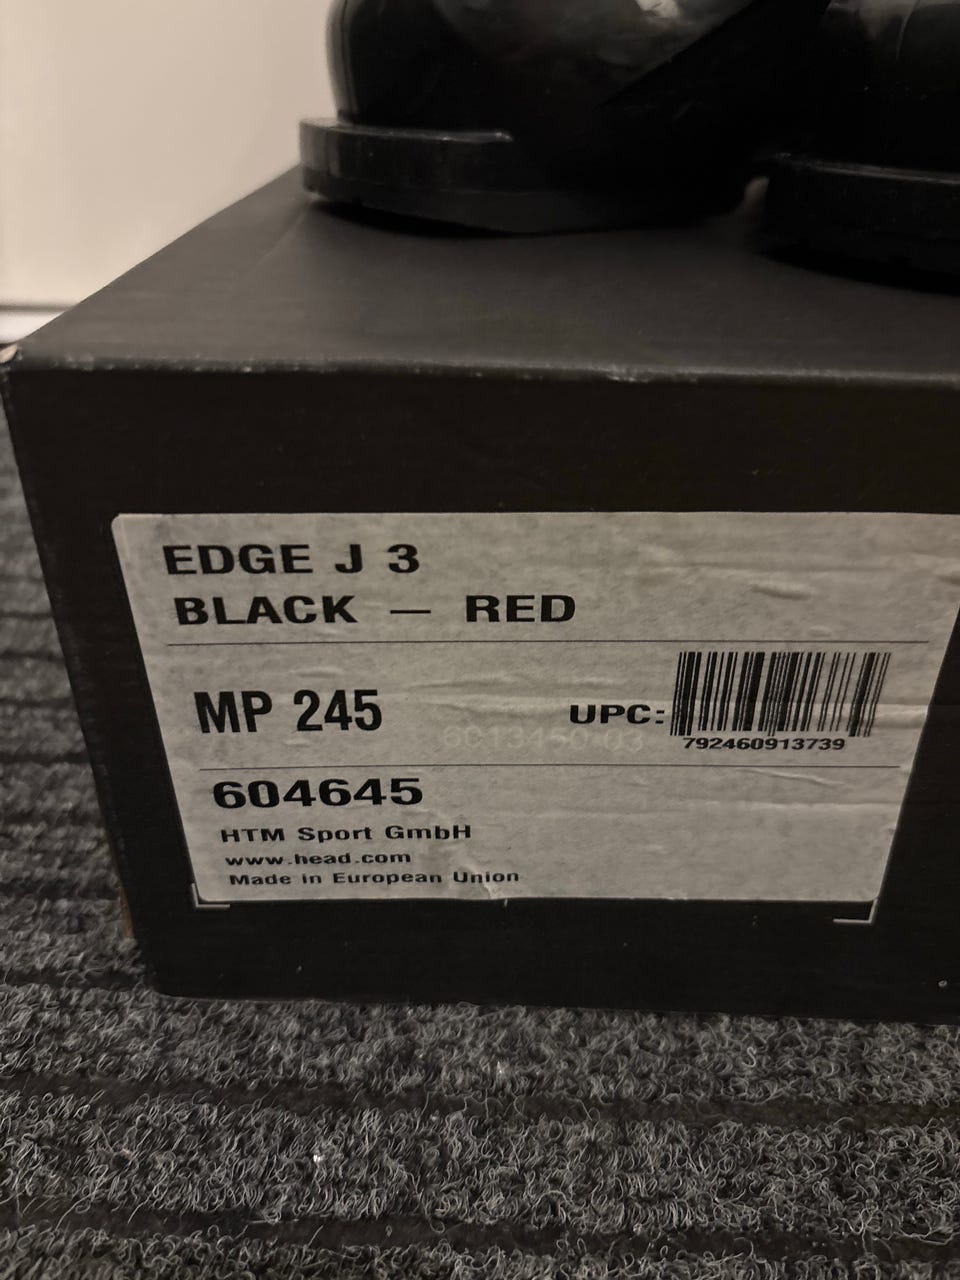 EDGE J 3
BLACK — RED
MP 245
UPC:
792460913739
604645
HTM Sport GmbH
www.head.com
Made in European Union